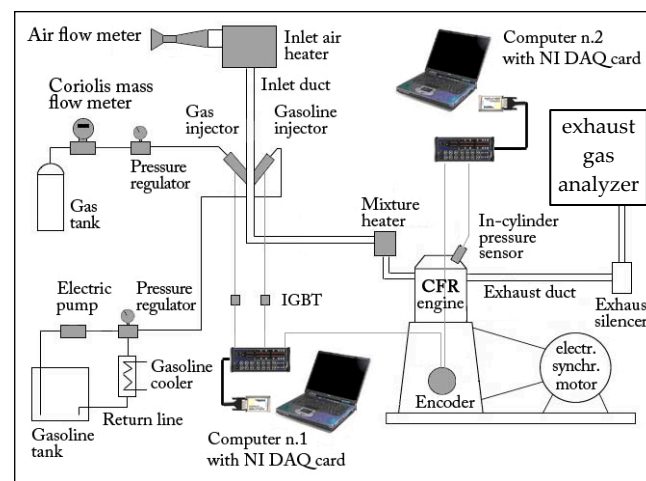 Air flow meter
Inlet air
heater
Computer n.2
with NI DAQ card
Coriolis mass
flow meter
Inlet duct
Gas
injector
Gasoline
injector
exhaust
gas
analyzer
Pressure
regulator
Gas
tank
Mixture
heater
In-cylinder
pressure
sensor
Electric
pump
Pressure
regulator
IGBT
CFR
engine
Exhaust duct
Exhaus
silencer
Gasoline
cooler
electr.
synchr.
motor
Encoder
Return line
Gasoline
tank
Computer n.1
with NI DAQ card